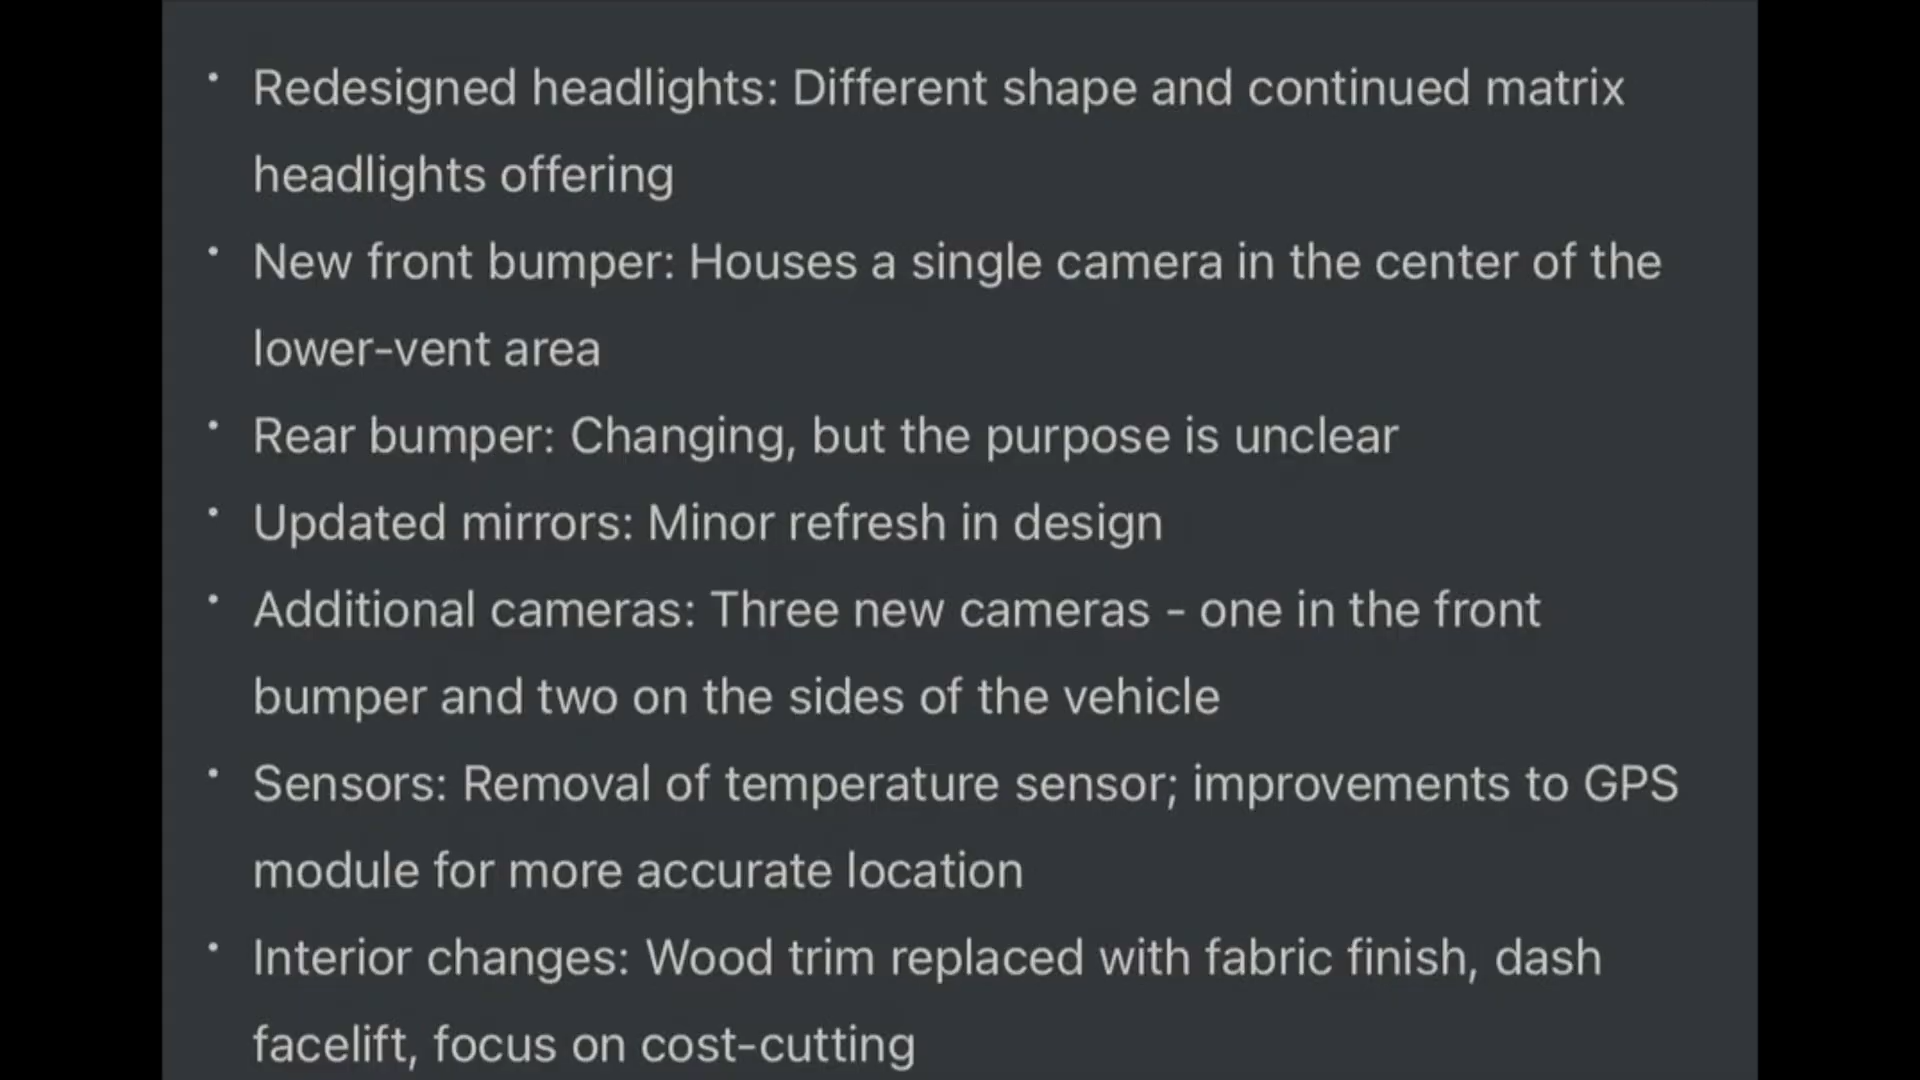 • Redesigned headlights: Different shape and continued matrix
headlights offering
• New front bumper: Houses a single camera in the center of the
lower-vent area
• Rear bumper: Changing, but the purpose is unclear
• Updated mirrors: Minor refresh in design
• Additional cameras: Three new cameras - one in the front
bumper and two on the sides of the vehicle
• Sensors: Removal of temperature sensor; improvements to GPS
module for more accurate location
• Interior changes: Wood trim replaced with fabric finish, dash
facelift, focus on cost-cutting